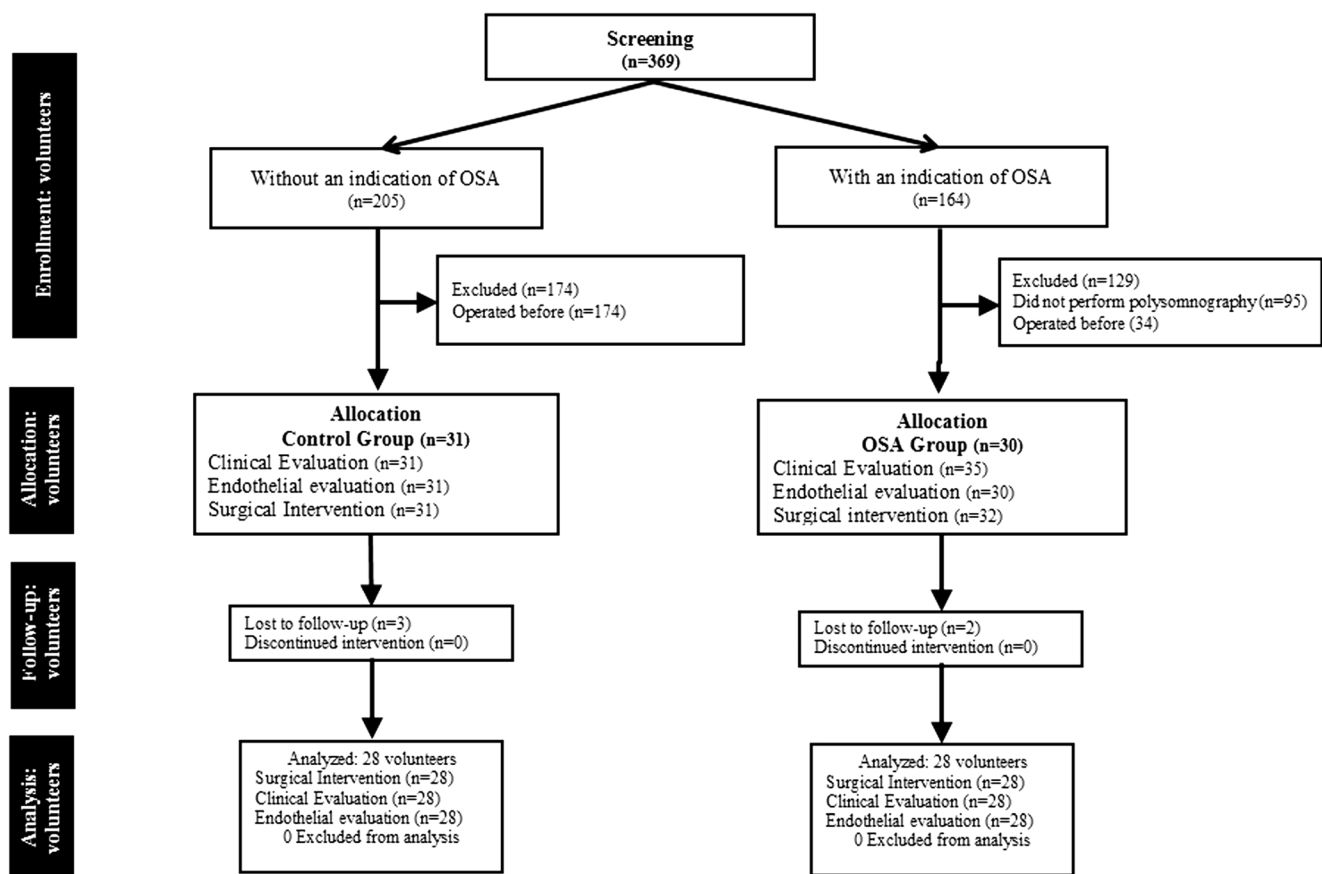 Screening
(n=369)
Enrollment: volunteers
Without an indication of OSA
(n=205)
With an indication of OSA
(n=164)
Excluded (n=174)
Operated before (n=174)
Excluded (n=129)
Did not perform polysomnography (n=95)
Operated before (34)
Allocation:
volunteers
Allocation
Control Group (n=31)
Clinical Evaluation (n=31)
Endothelial evaluation (n=31)
Surgical Intervention (n=31)
Allocation
OSA Group (n=30)
Clinical Evaluation (n=35)
Endothelial evaluation (n=30)
Surgical intervention (n=32)
Follow-up:
volunteers
Lost to follow-up (n=3)
Discontinued intervention (n=0)
Lost to follow-up (n=2)
Discontinued intervention (n=0)
Analysis:
volunteers
Analyzed: 28 volunteers
Surgical Intervention (n=28)
Clinical Evaluation (n=28)
Endothelial evaluation (n=28)
0 Excluded from analysis
Analyzed: 28 volunteers
Surgical Intervention (n=28)
Clinical Evaluation (n=28)
Endothelial evaluation (n=28)
0 Excluded from analysis